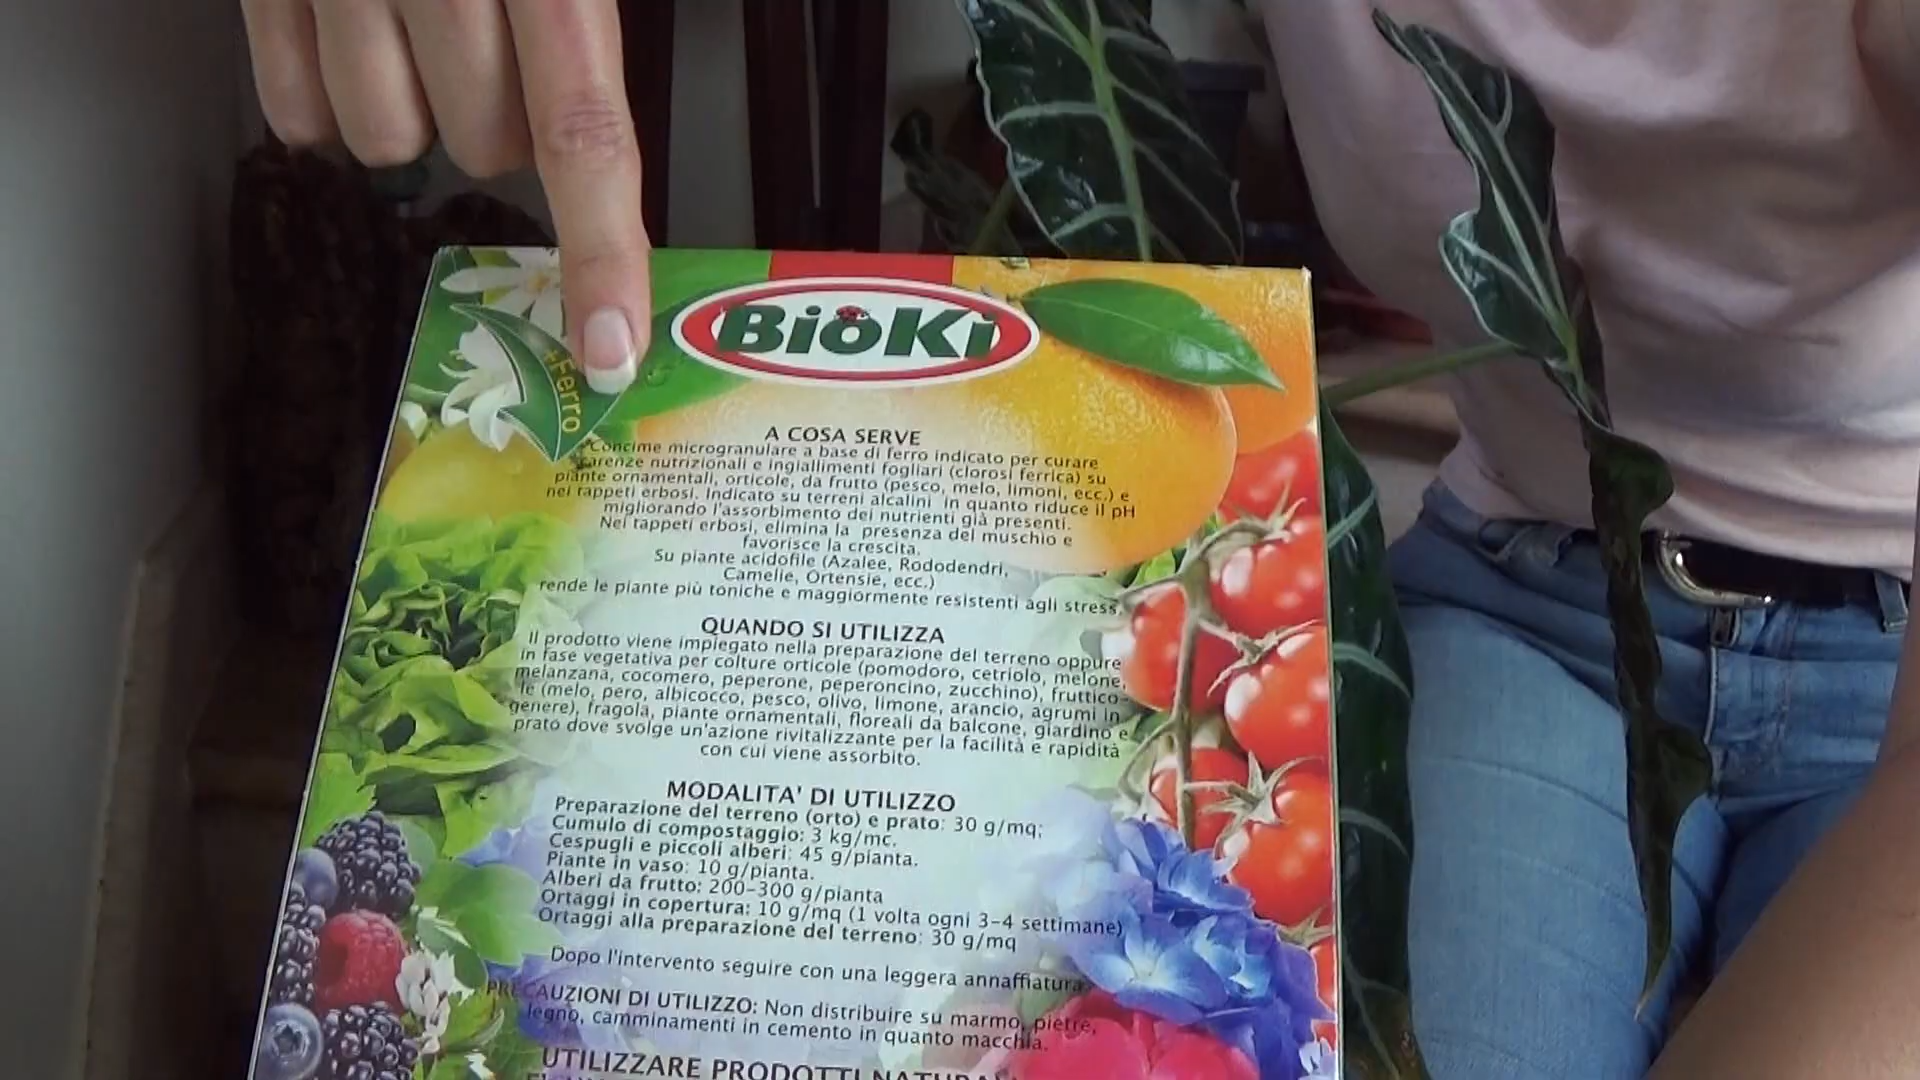 BioKi
+Ferro
A COSA SERVE
Concime microgranulare a base di ferro indicato per curare
carenze nutrizionali e ingiallimenti fogliari (clorosi ferrica) su
piante ornamentali, orticole, da frutto (pesco, melo, limoni, ecc.) e
nei tappeti erbosi. Indicato su terreni alcalini in quanto riduce il pH
migliorando l'assorbimento dei nutrienti già presenti.
Nei tappeti erbosi, elimina la presenza del muschio e
favorisce la crescita.
Su piante acidofile (Azalee, Rododendri,
Camelie, Ortensie, ecc.)
rende le piante più toniche e maggiormente resistenti agli stress.
QUANDO SI UTILIZZA
Il prodotto viene impiegato nella preparazione del terreno oppure
in fase vegetativa per colture orticole (pomodoro, cetriolo, melone,
melanzana, cocomero, peperone, peperoncino, zucchino), fruttico-
le (melo, pero, albicocco, pesco, olivo, limone, arancio, agrumi in
genere), fragola, piante ornamentali, floreali da balcone, giardino e
prato dove svolge un'azione rivitalizzante per la facilità e rapidità
con cui viene assorbito.
MODALITA' DI UTILIZZO
Preparazione del terreno (orto) e prato: 30 g/mq;
Cumulo di compostaggio: 3 kg/mc.
Cespugli e piccoli alberi: 45 g/pianta.
Piante in vaso: 10 g/pianta.
Alberi da frutto: 200-300 g/pianta
Ortaggi in copertura: 10 g/mq (1 volta ogni 3-4 settimane)
Ortaggi alla preparazione del terreno: 30 g/mq
Dopo l'intervento seguire con una leggera annaffiatura.
PRECAUZIONI DI UTILIZZO: Non distribuire su marmo, pietre,
legno, camminamenti in cemento in quanto macchia.
UTILIZZARE PRODOTTI